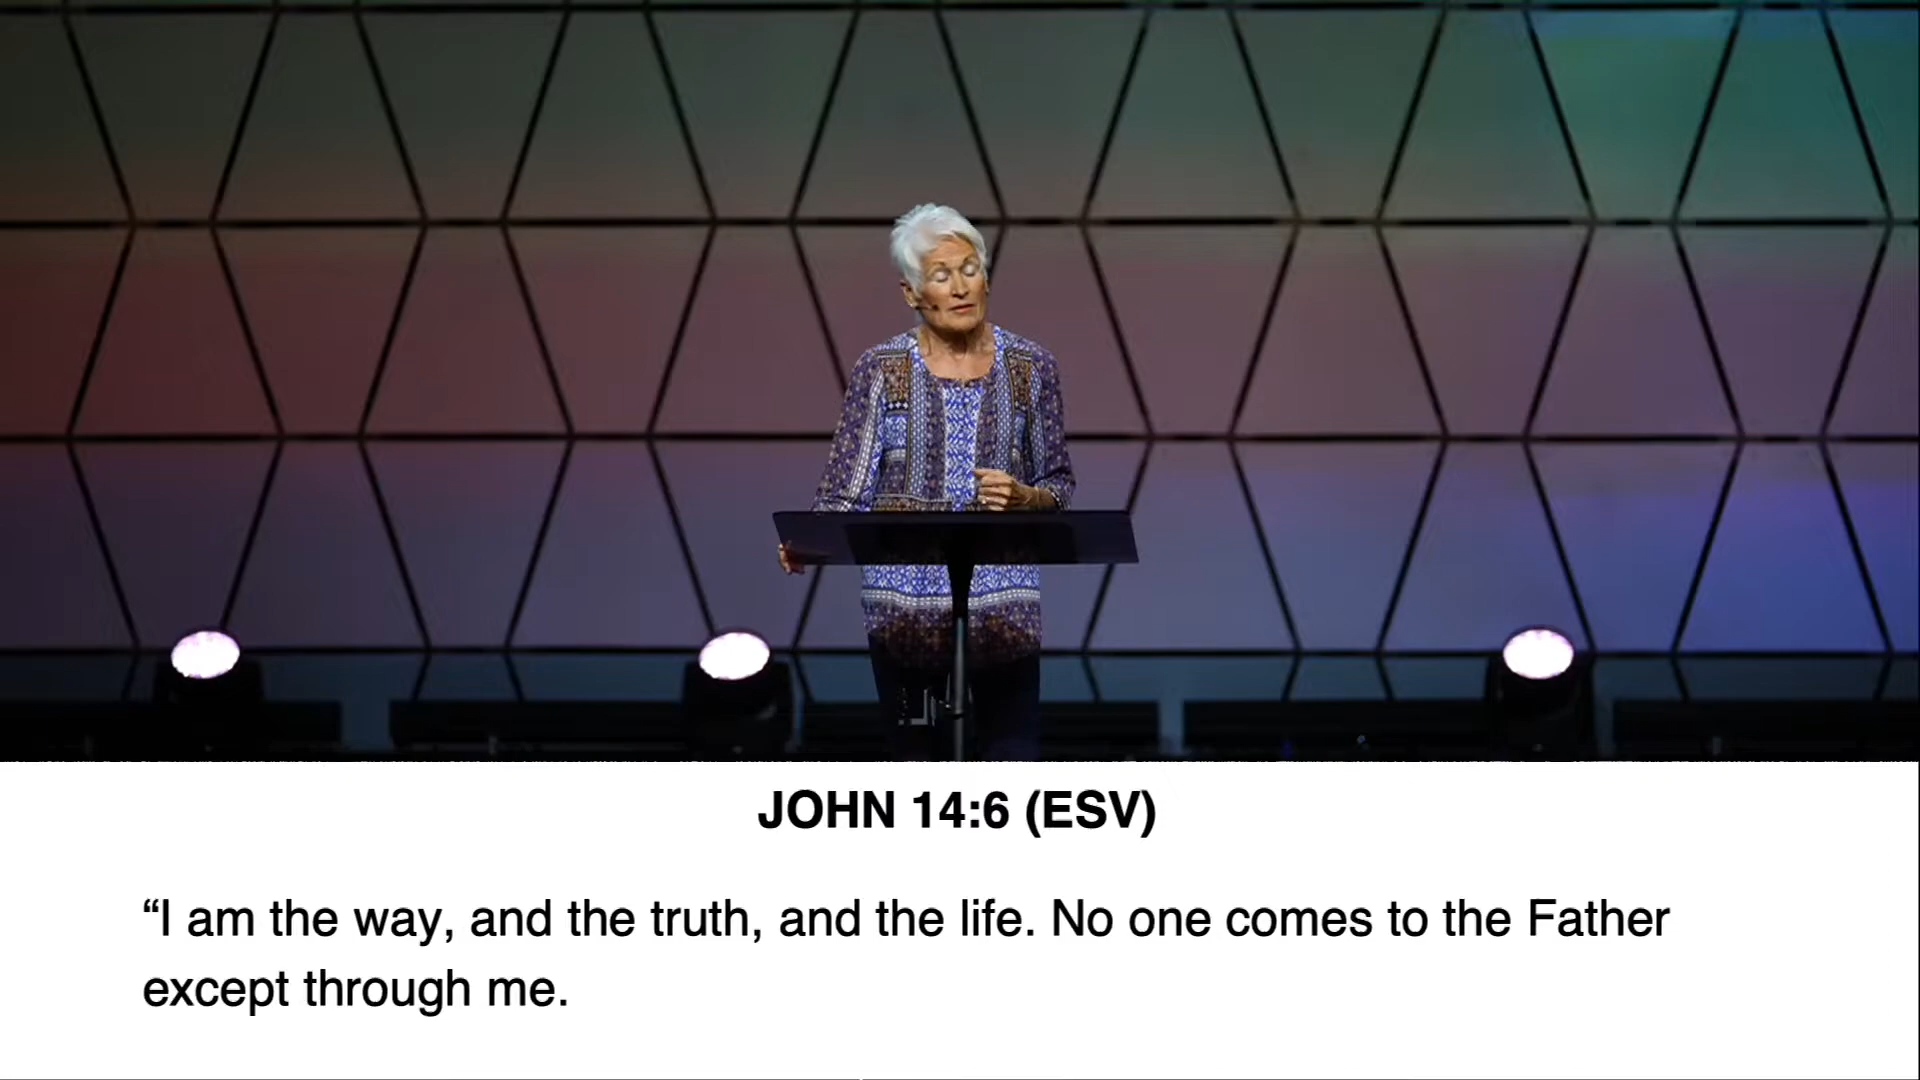 JOHN 14:6 (ESV)
“I am the way, and the truth, and the life. No one comes to the Father
except through me.